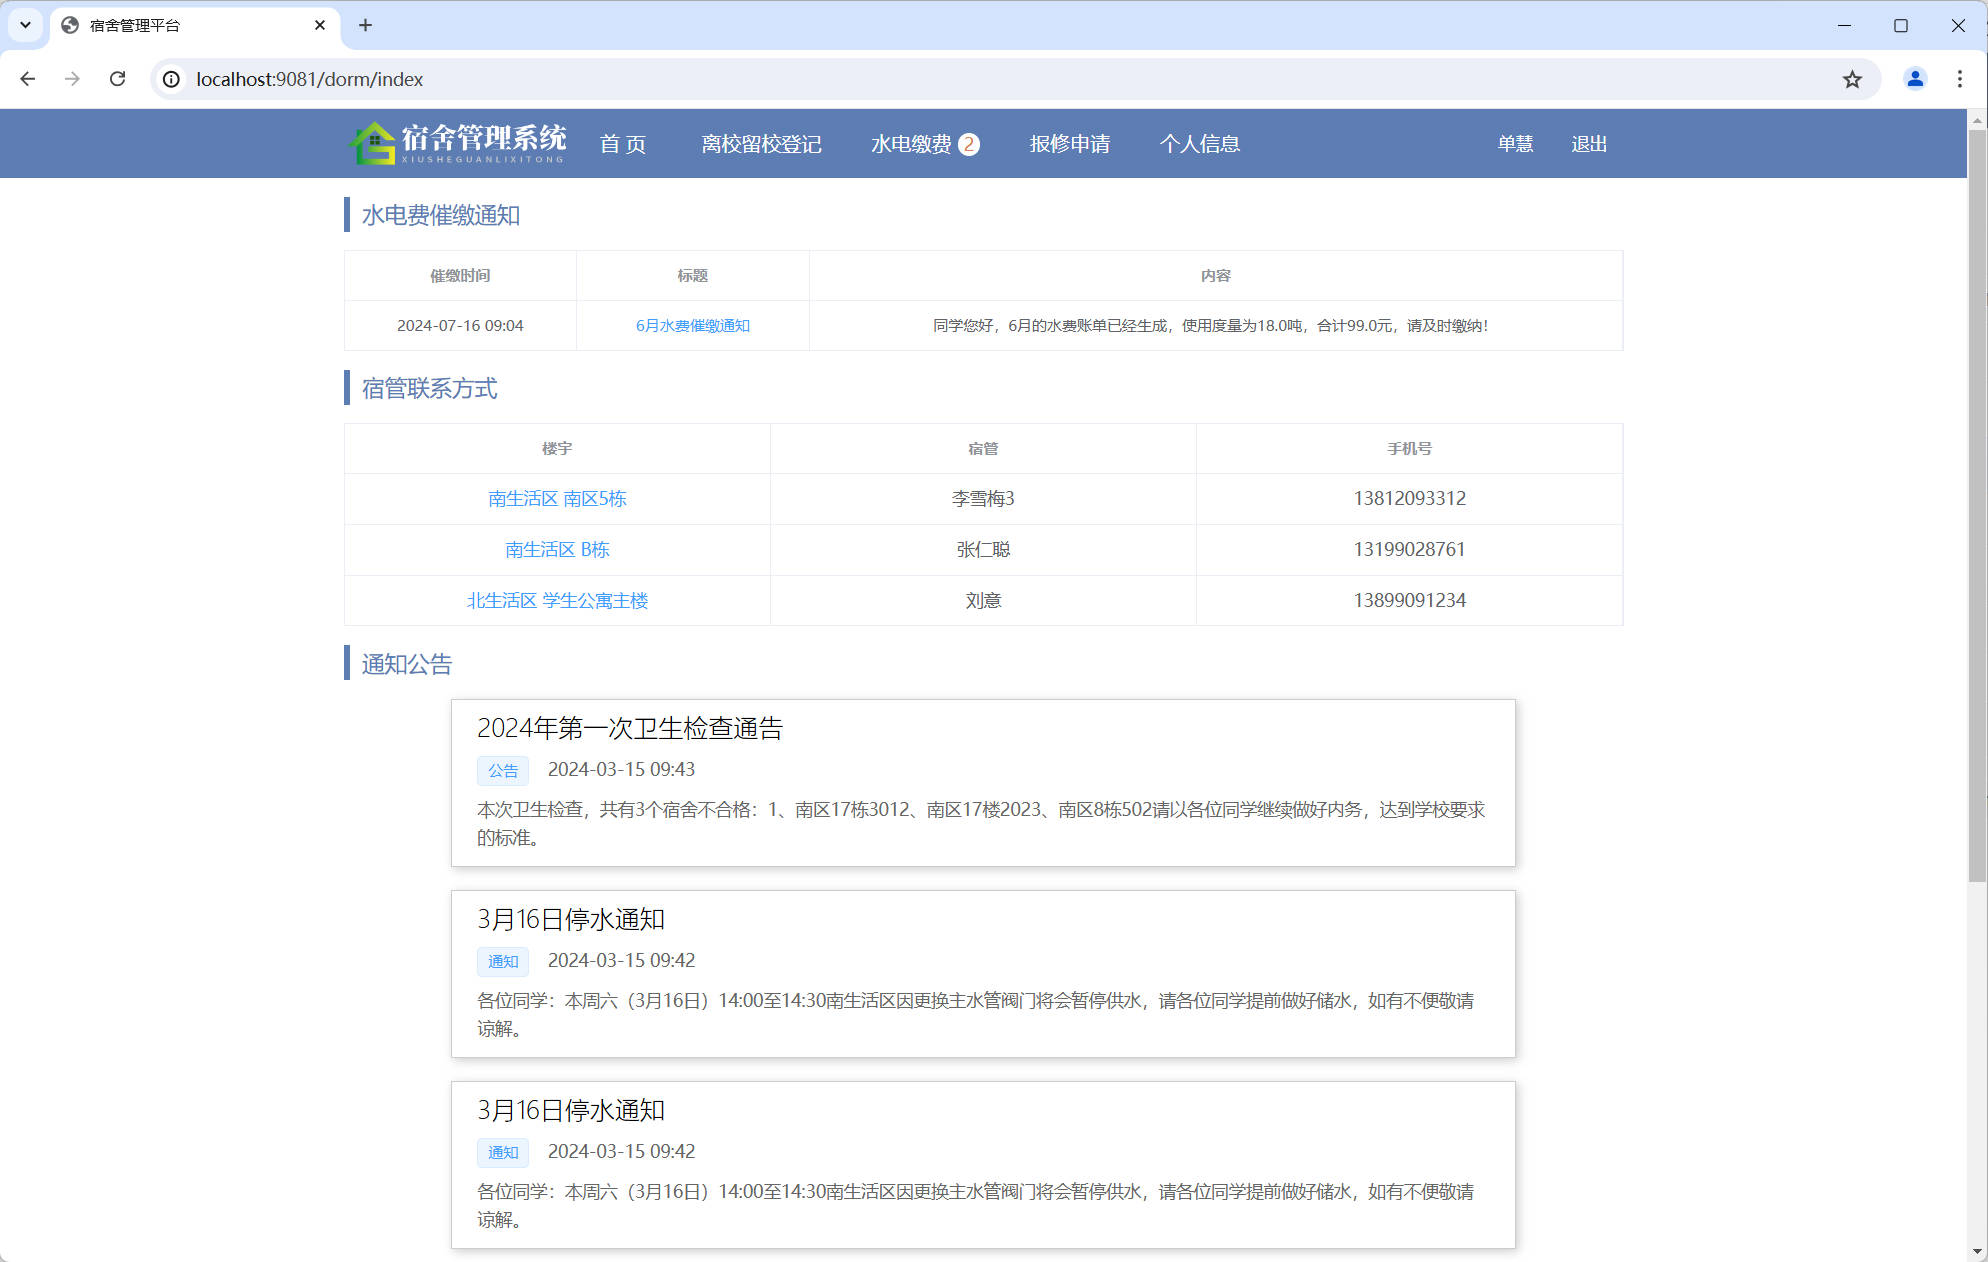 宿舍管理平台
localhost:9081/dorm/index
宿舍管理系统
XIUSHEGUANLIXITONG
首 页 离校留校登记 水电缴费 2 报修申请 个人信息 单慧 退出
水电费催缴通知
催缴时间 标题 内容
2024-07-16 09:04 6月水费催缴通知 同学您好，6月的水费账单已经生成，使用度量为18.0吨，合计99.0元，请及时缴纳！
宿管联系方式
楼宇 宿管 手机号
南生活区 南区5栋 李雪梅3 13812093312
南生活区 B栋 张仁聪 13199028761
北生活区 学生公寓主楼 刘意 13899091234
通知公告
2024年第一次卫生检查通告
公告 2024-03-15 09:43
本次卫生检查，共有3个宿舍不合格：1、南区17栋3012、南区17楼2023、南区8栋502请以各位同学继续做好内务，达到学校要求
的标准。
3月16日停水通知
通知 2024-03-15 09:42
各位同学：本周六（3月16日）14:00至14:30南生活区因更换主水管阀门将会暂停供水，请各位同学提前做好储水，如有不便敬请
谅解。
3月16日停水通知
通知 2024-03-15 09:42
各位同学：本周六（3月16日）14:00至14:30南生活区因更换主水管阀门将会暂停供水，请各位同学提前做好储水，如有不便敬请
谅解。